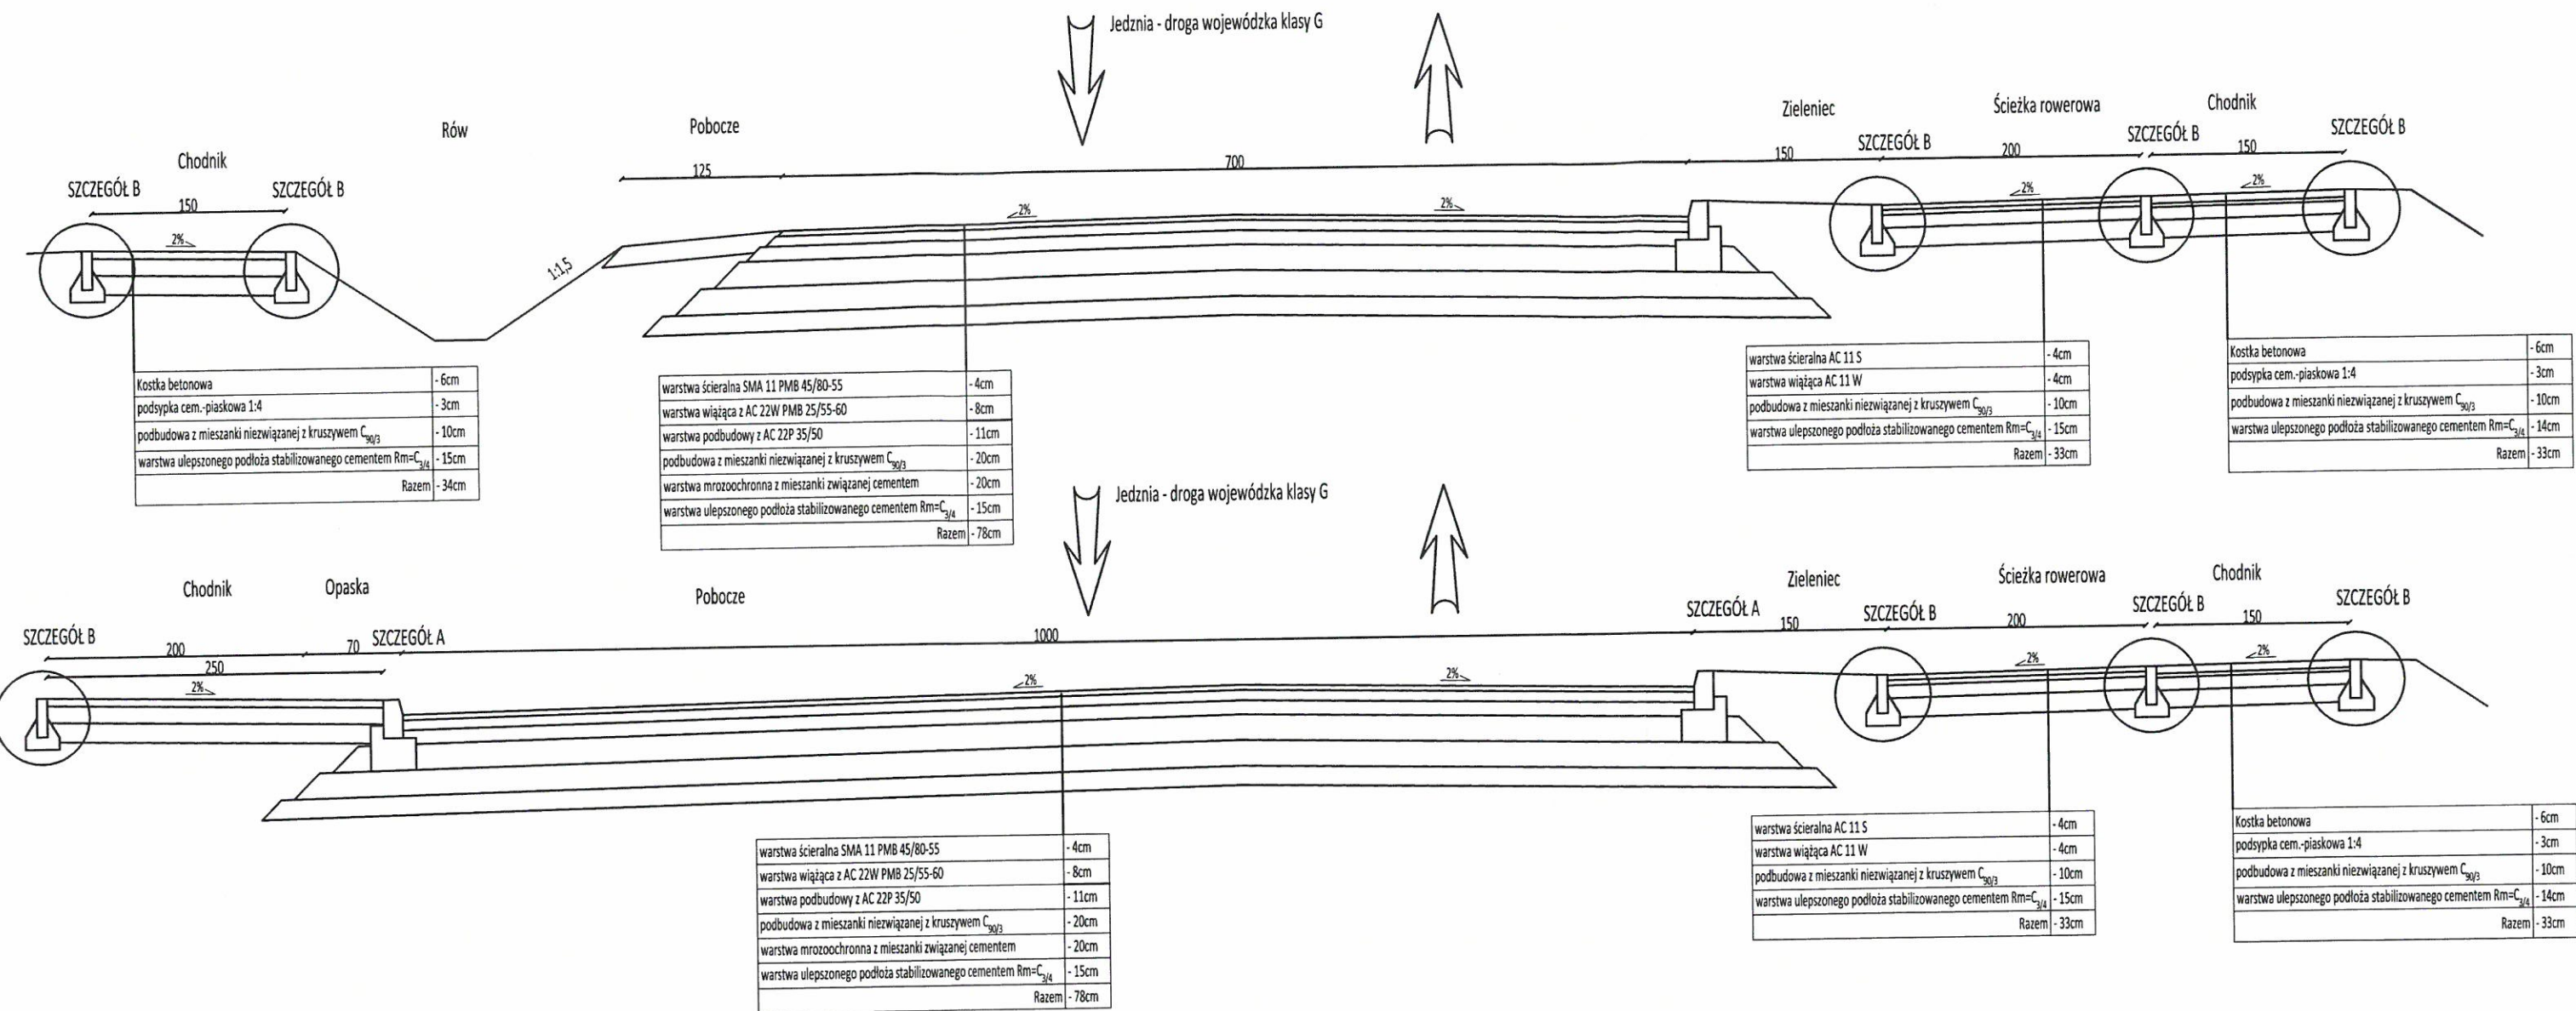 Jedznia - droga wojewódzka klasy G
Rów
Pobocze
Zieleniec
Ścieżka rowerowa
Chodnik
Chodnik
SZCZEGÓŁ B
SZCZEGÓŁ B
SZCZEGÓŁ B
SZCZEGÓŁ B
SZCZEGÓŁ B
150
125
700
150
200
150
2%
2%
2%
2%
2%
1:1,5
Kostka betonowa - 6cm
podsypka cem.-piaskowa 1:4 - 3cm
podbudowa z mieszanki niezwiązanej z kruszywem C90/3 - 10cm
warstwa ulepszonego podłoża stabilizowanego cementem Rm=C3/4 - 15cm
Razem - 34cm
warstwa ścieralna SMA 11 PMB 45/80-55 - 4cm
warstwa wiążąca z AC 22W PMB 25/55-60 - 8cm
warstwa podbudowy z AC 22P 35/50 - 11cm
podbudowa z mieszanki niezwiązanej z kruszywem C90/3 - 20cm
warstwa mrozoochronna z mieszanki związanej cementem - 20cm
warstwa ulepszonego podłoża stabilizowanego cementem Rm=C3/4 - 15cm
Razem - 78cm
warstwa ścieralna AC 11 S - 4cm
warstwa wiążąca AC 11 W - 4cm
podbudowa z mieszanki niezwiązanej z kruszywem C90/3 - 10cm
warstwa ulepszonego podłoża stabilizowanego cementem Rm=C3/4 - 15cm
Razem - 33cm
Kostka betonowa - 6cm
podsypka cem.-piaskowa 1:4 - 3cm
podbudowa z mieszanki niezwiązanej z kruszywem C90/3 - 10cm
warstwa ulepszonego podłoża stabilizowanego cementem Rm=C3/4 - 14cm
Razem - 33cm
Jedznia - droga wojewódzka klasy G
Chodnik
Opaska
Pobocze
Zieleniec
Ścieżka rowerowa
Chodnik
SZCZEGÓŁ B
SZCZEGÓŁ A
SZCZEGÓŁ A
SZCZEGÓŁ B
SZCZEGÓŁ B
SZCZEGÓŁ B
200
70
1000
150
200
150
250
2%
2%
2%
2%
2%
warstwa ścieralna SMA 11 PMB 45/80-55 - 4cm
warstwa wiążąca z AC 22W PMB 25/55-60 - 8cm
warstwa podbudowy z AC 22P 35/50 - 11cm
podbudowa z mieszanki niezwiązanej z kruszywem C90/3 - 20cm
warstwa mrozoochronna z mieszanki związanej cementem - 20cm
warstwa ulepszonego podłoża stabilizowanego cementem Rm=C3/4 - 15cm
Razem - 78cm
warstwa ścieralna AC 11 S - 4cm
warstwa wiążąca AC 11 W - 4cm
podbudowa z mieszanki niezwiązanej z kruszywem C90/3 - 10cm
warstwa ulepszonego podłoża stabilizowanego cementem Rm=C3/4 - 15cm
Razem - 33cm
Kostka betonowa - 6cm
podsypka cem.-piaskowa 1:4 - 3cm
podbudowa z mieszanki niezwiązanej z kruszywem C90/3 - 10cm
warstwa ulepszonego podłoża stabilizowanego cementem Rm=C3/4 - 14cm
Razem - 33cm